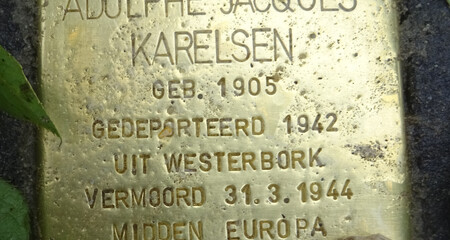 ADOLPHE JACQUES
KARELSEN
GEB. 1905
GEDEPORTEERD 1942
UIT WESTERBORK
VERMOORD 31.3.1944
MIDDEN EUROPA